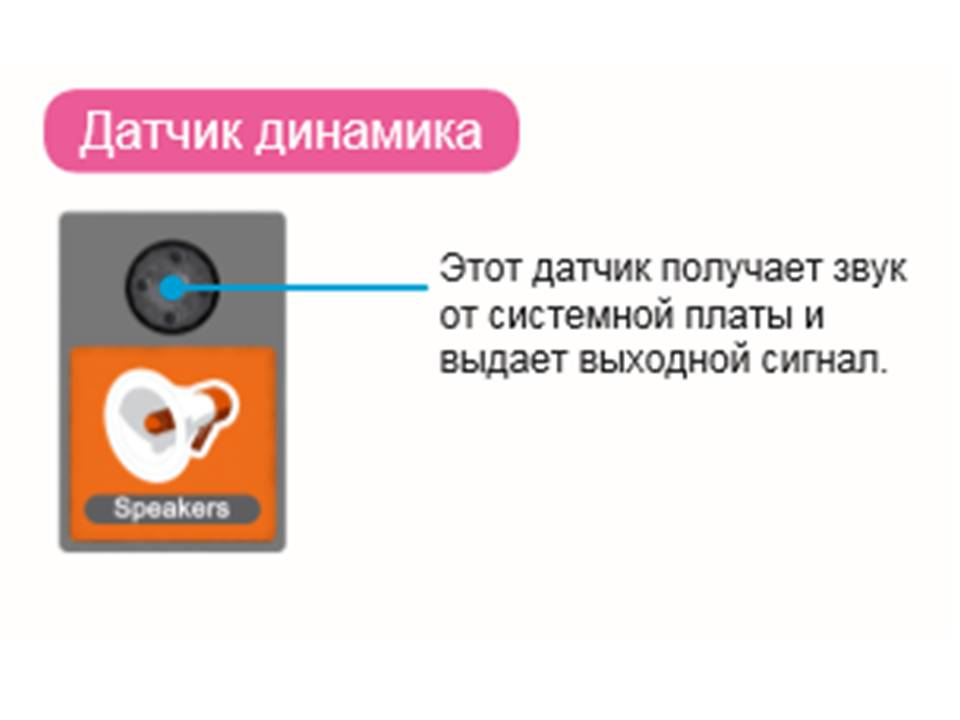 Датчик динамика
Этот датчик получает звук
от системной платы и
выдает выходной сигнал.
Speakers